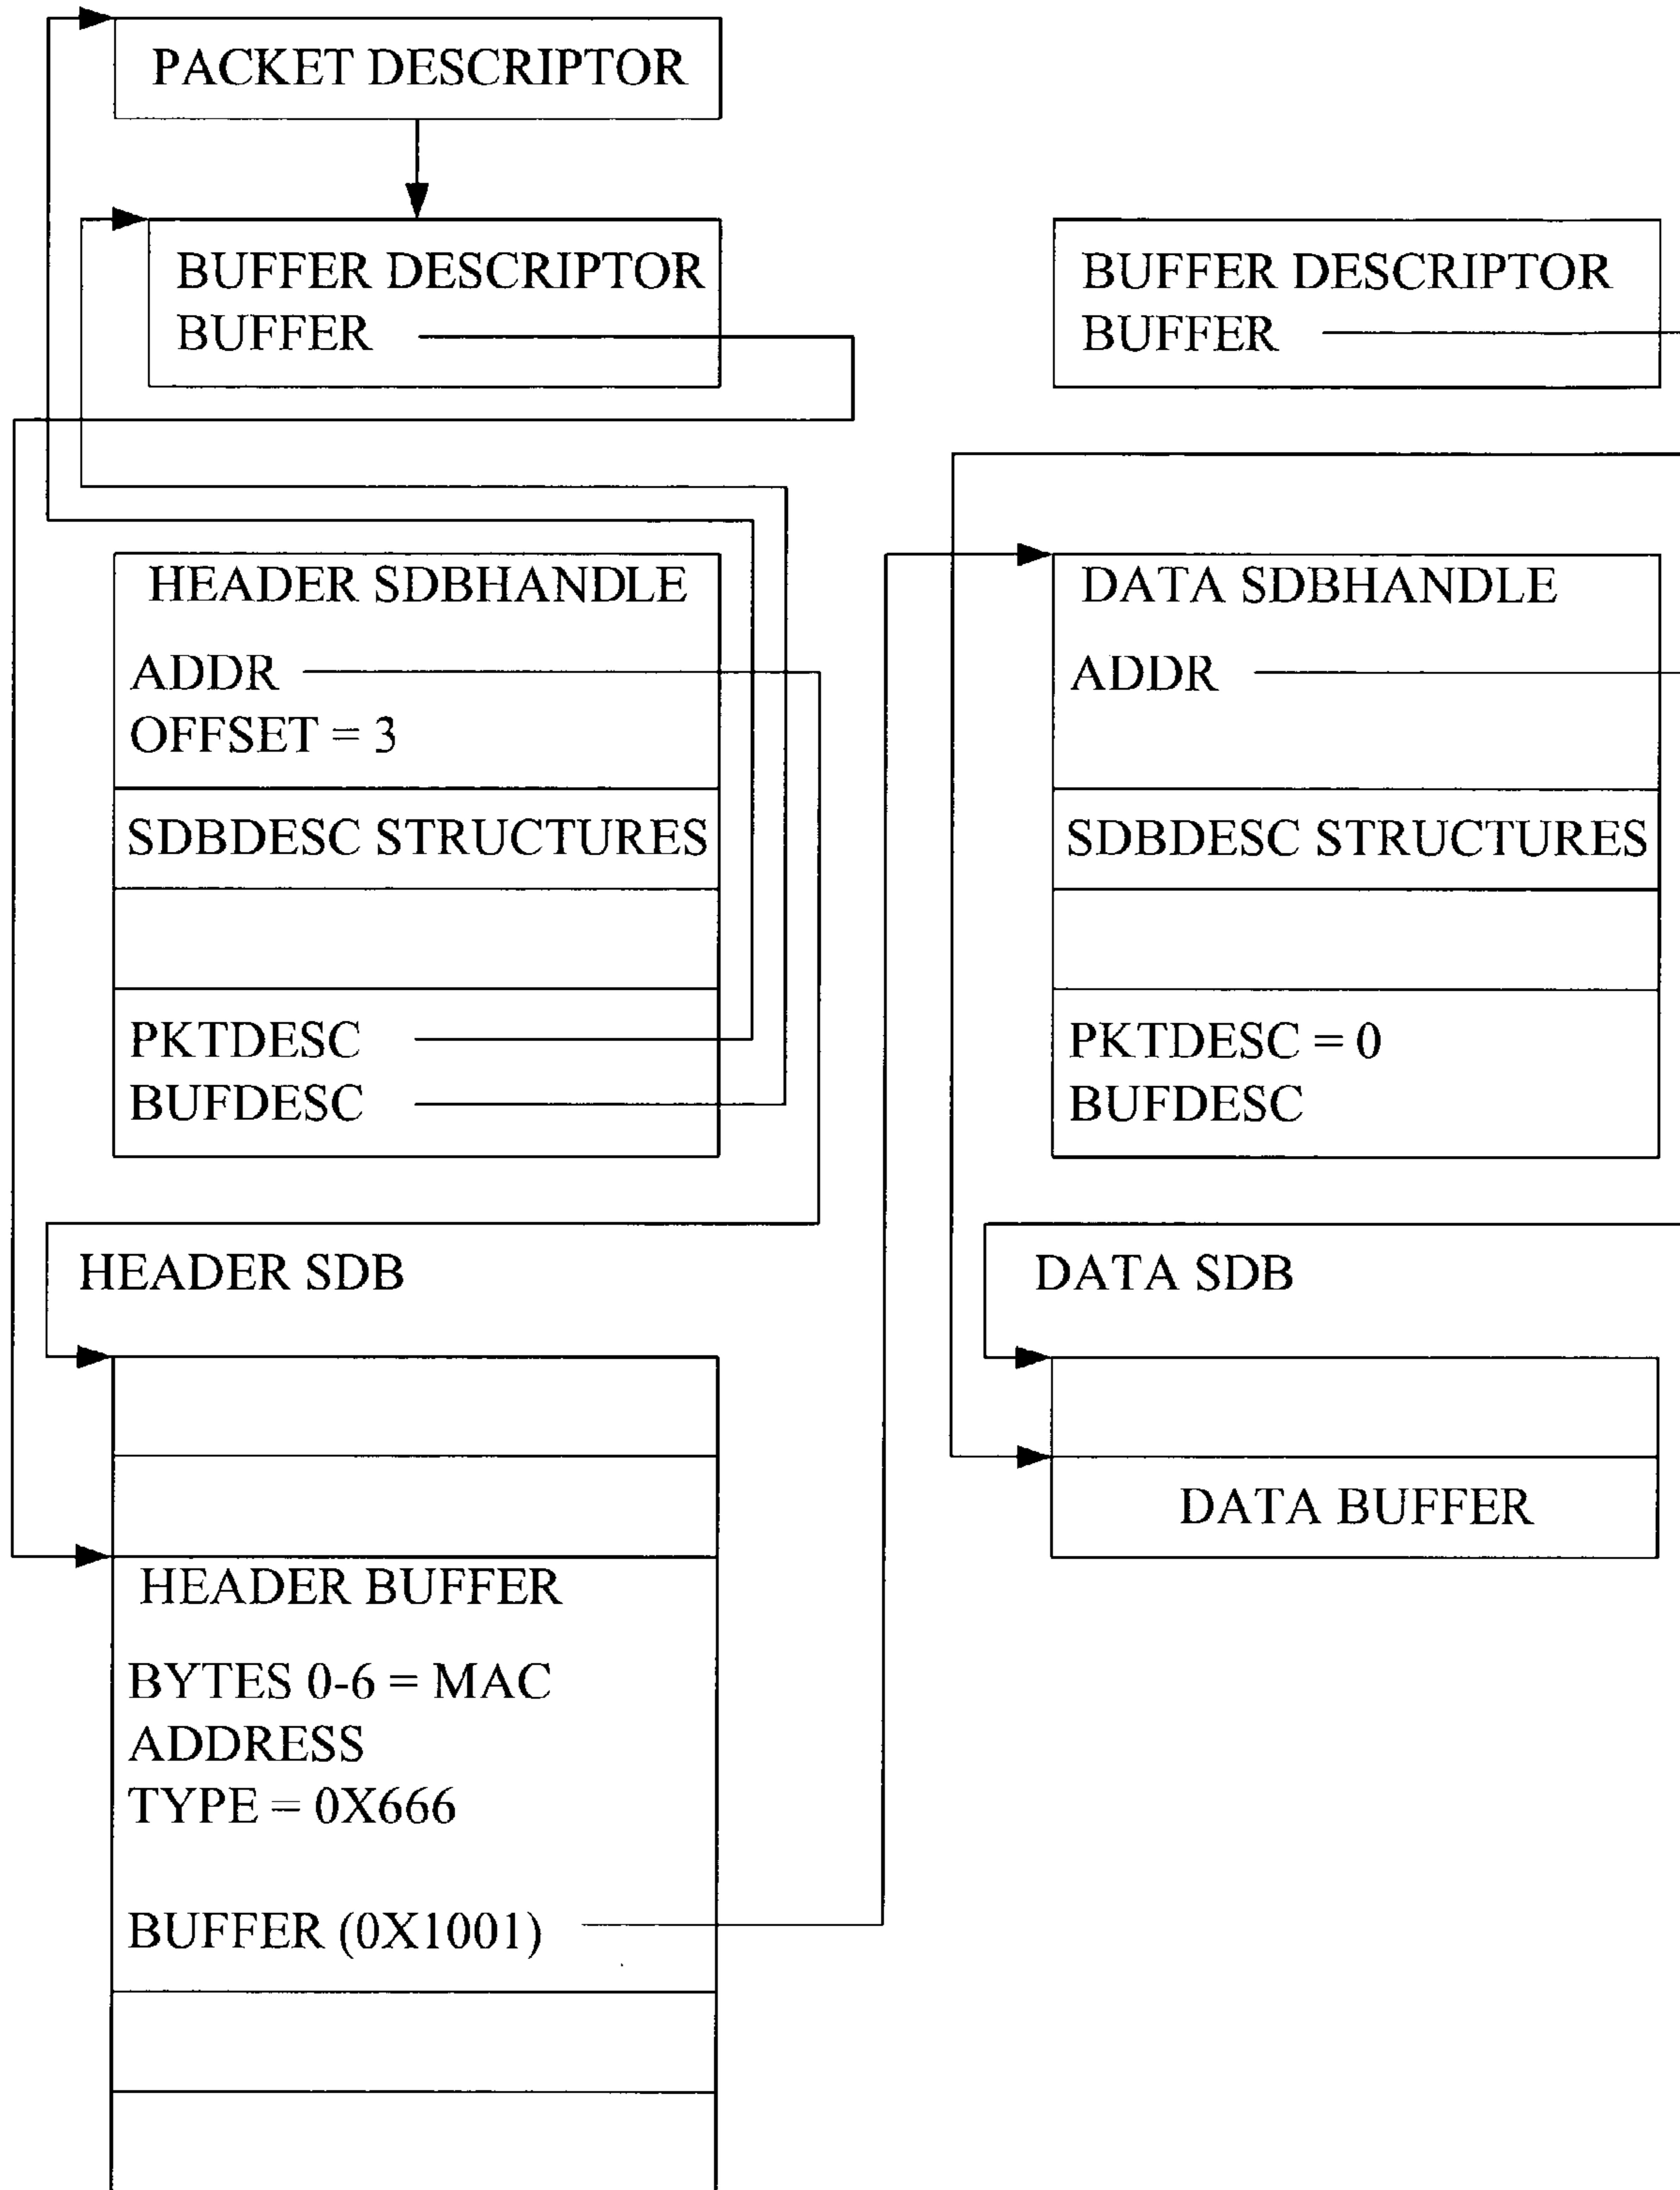 PACKET DESCRIPTOR
BUFFER DESCRIPTOR
BUFFER
BUFFER DESCRIPTOR
BUFFER
HEADER SDBHANDLE
ADDR
OFFSET = 3
SDBDESC STRUCTURES
PKTDESC
BUFDESC
DATA SDBHANDLE
ADDR
SDBDESC STRUCTURES
PKTDESC = 0
BUFDESC
HEADER SDB
DATA SDB
DATA BUFFER
HEADER BUFFER
BYTES 0-6 = MAC
ADDRESS
TYPE = 0X666
BUFFER (0X1001)